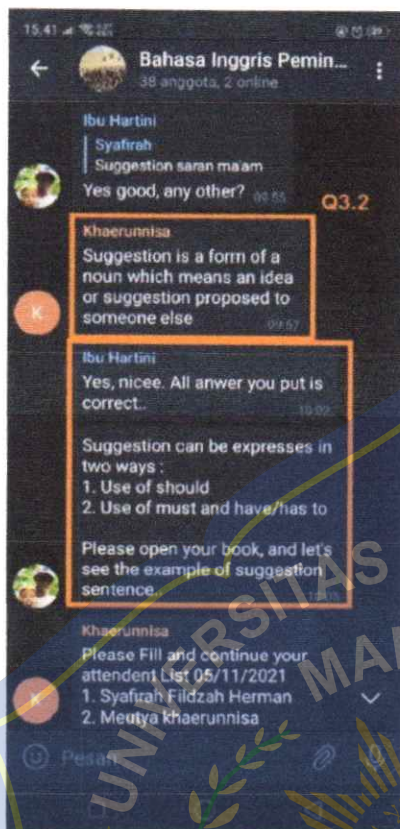 15.41
Bahasa Inggris Pemin...
38 anggota, 2 online
Ibu Hartini
Syafirah
Suggestion saran ma'am
Yes good, any other? 09.55
Q3.2
Khaerunnisa
Suggestion is a form of a
noun which means an idea
or suggestion proposed to
someone else 09.57
K
Ibu Hartini
Yes, nicee. All anwer you put is
correct..
10.02
Suggestion can be expresses in
two ways :
1. Use of should
2. Use of must and have/has to
Please open your book, and let's
see the example of suggestion
sentence..
Khaerunnisa
Please Fill and continue your
attendent List 05/11/2021
1. Syafirah Fildzah Herman
2. Meutya khaerunnisa
K
Pesan
UNIVERSITAS